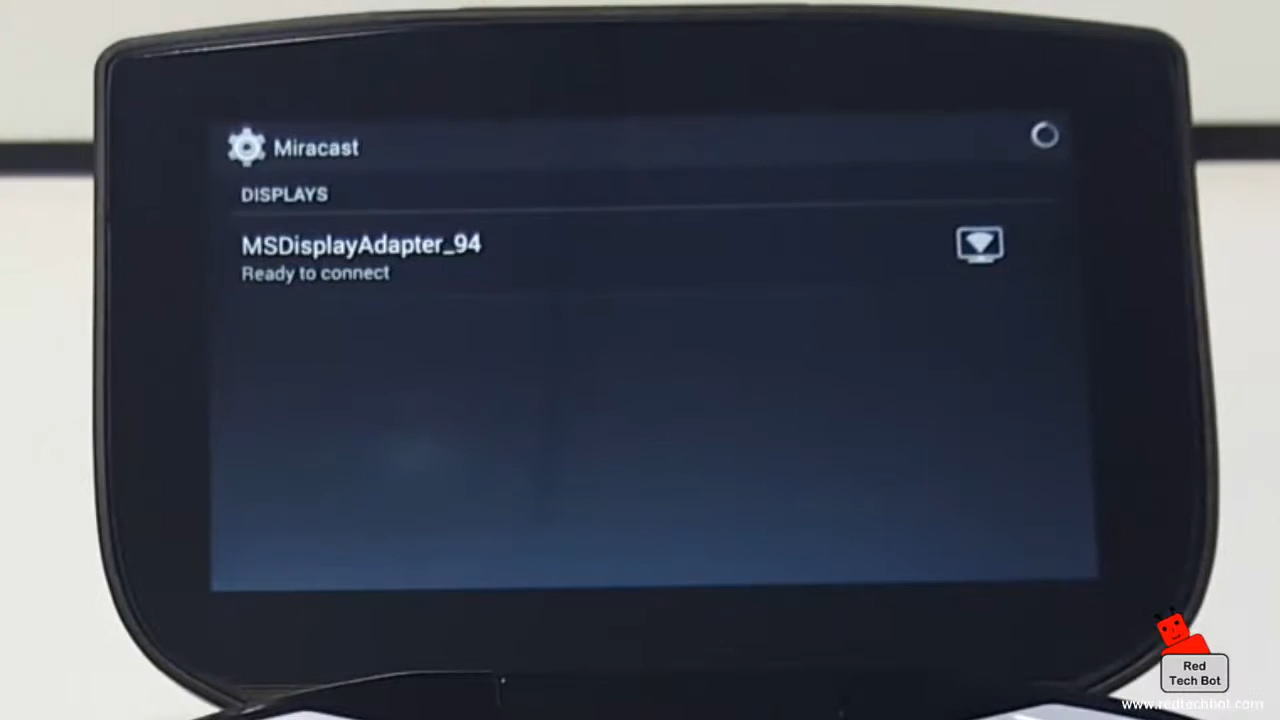 Miracast
DISPLAYS
MSDisplayAdapter_94
Ready to connect
Red
Tech Bot
www.redtechbot.com